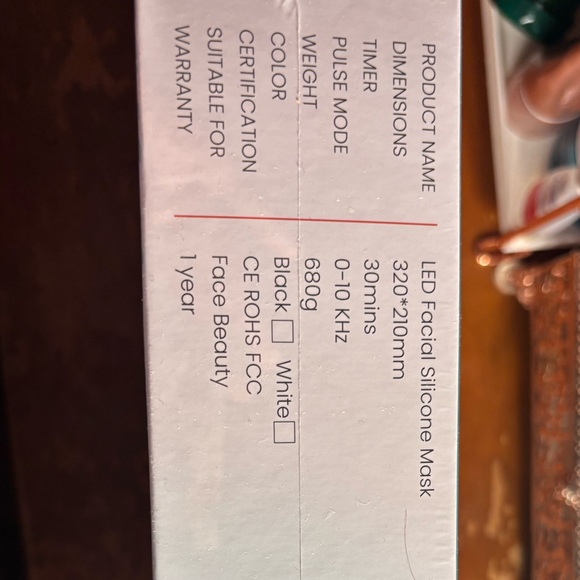 PRODUCT NAME LED Facial Silicone Mask
DIMENSIONS 320*210mm
TIMER 30mins
PULSE MODE 0-10 KHz
WEIGHT 680g
COLOR Black □ White □
CERTIFICATION CE ROHS FCC
SUITABLE FOR Face Beauty
WARRANTY 1 year